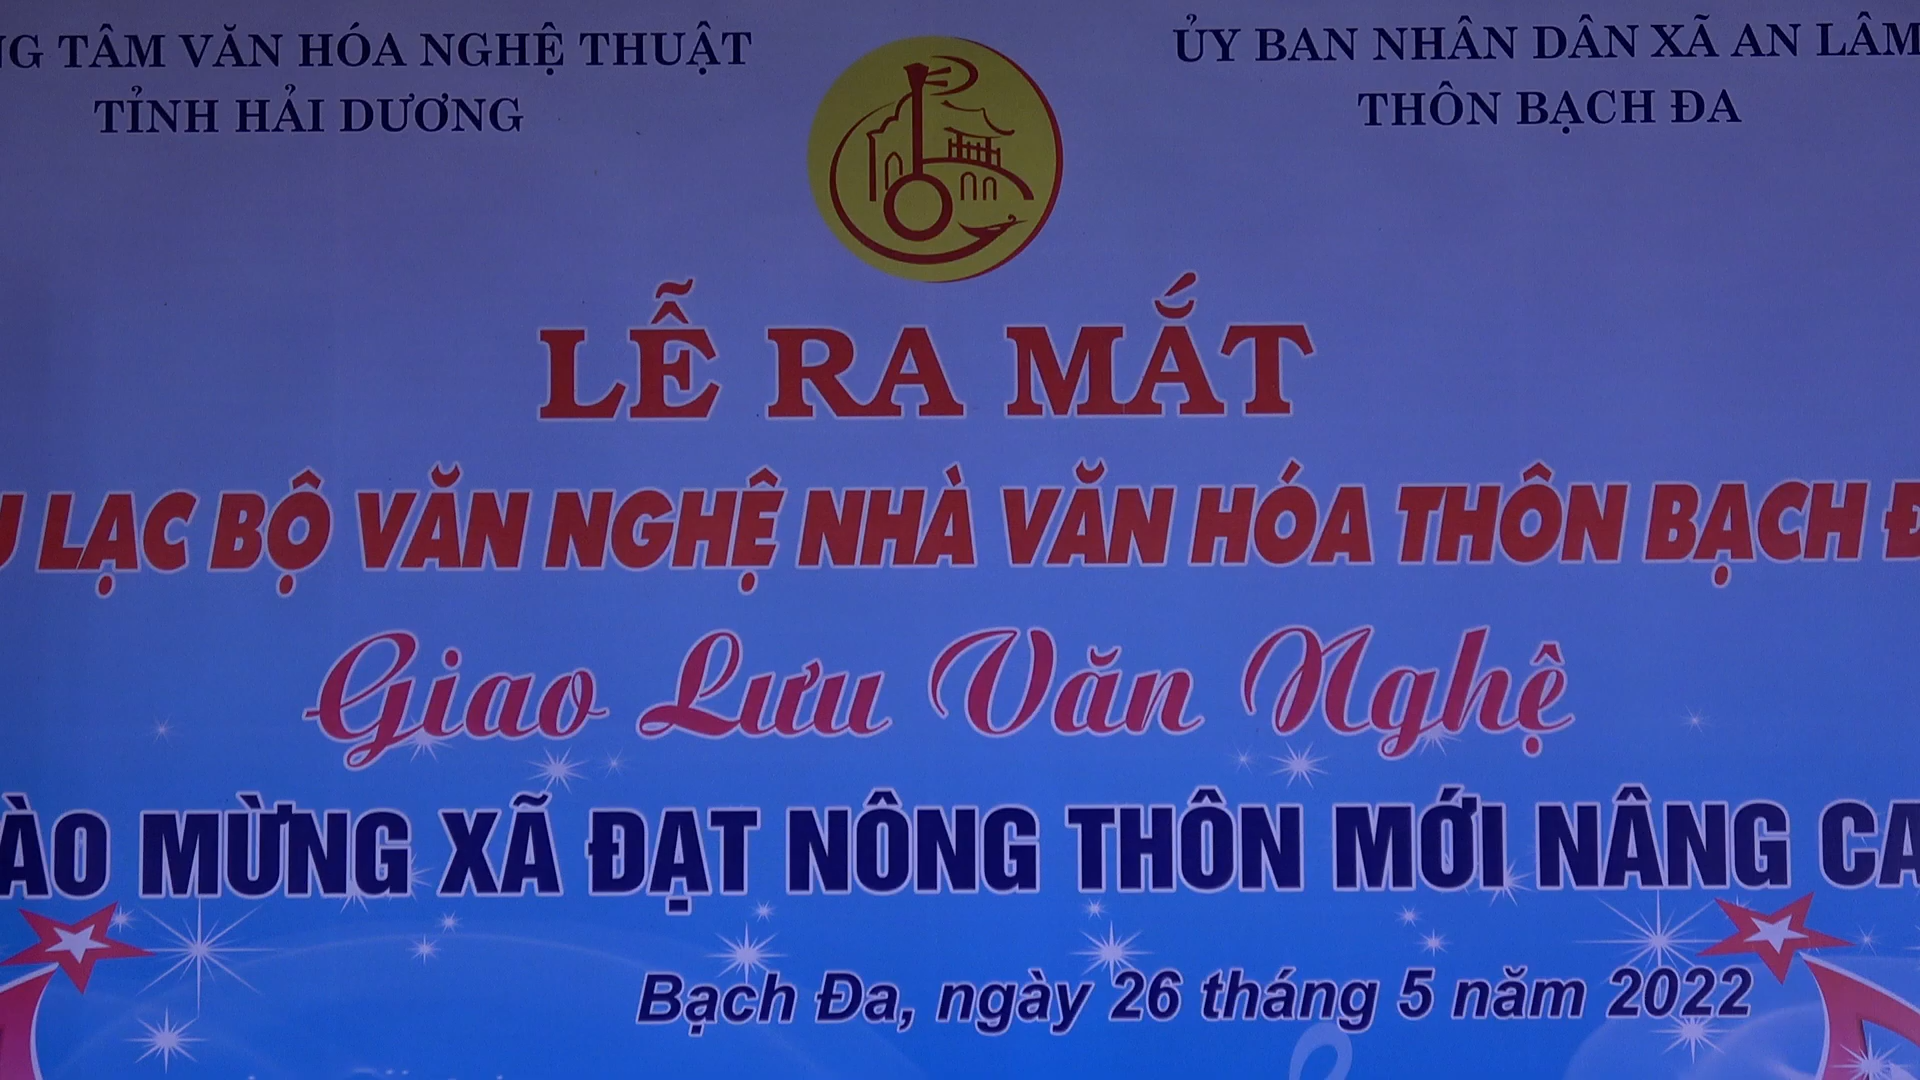 NG TÂM VĂN HÓA NGHỆ THUẬT
TỈNH HẢI DƯƠNG
ỦY BAN NHÂN DÂN XÃ AN LÂM
THÔN BẠCH ĐA
LỄ RA MẮT
U LẠC BỘ VĂN NGHỆ NHÀ VĂN HÓA THÔN BẠCH Đ
Giao Lưu Văn Nghệ
ÀO MỪNG XÃ ĐẠT NÔNG THÔN MỚI NÂNG CA
Bạch Đa, ngày 26 tháng 5 năm 2022